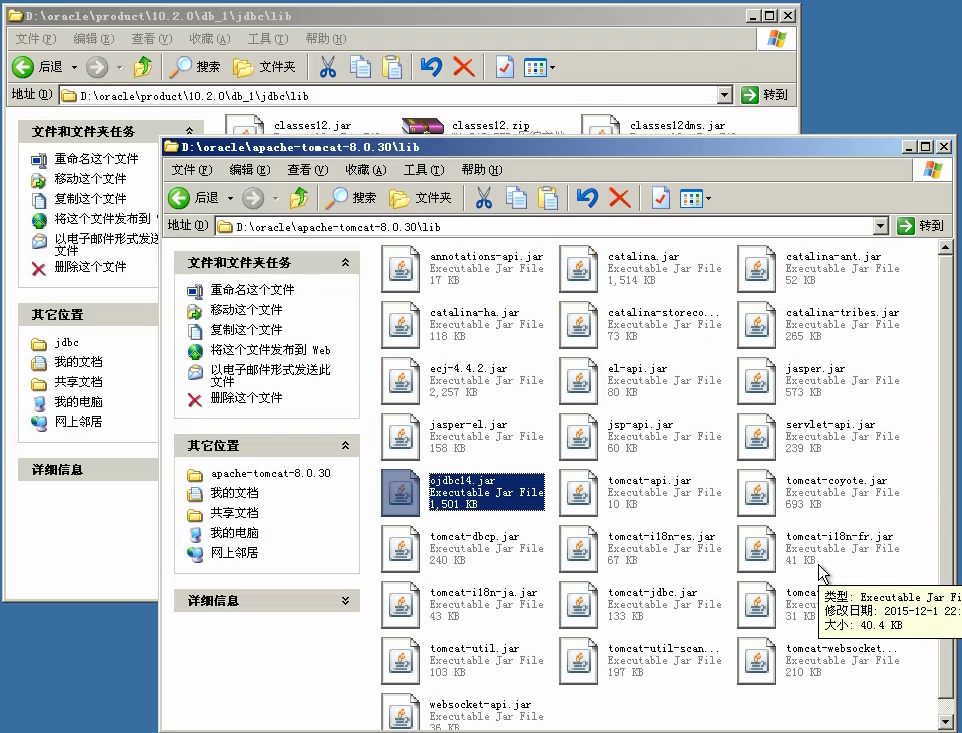 D:\oracle\product\10.2.0\db_1\jdbc\lib
文件(F) 编辑(E) 查看(V) 收藏(A) 工具(T) 帮助(H)
后退 搜索 文件夹
地址(D) D:\oracle\product\10.2.0\db_1\jdbc\lib 转到
文件和文件夹任务
重命名这个文件
移动这个文件
复制这个文件
将这个文件发布到
以电子邮件形式发送
文件
删除这个文件
其它位置
jdbc
我的文档
共享文档
我的电脑
网上邻居
详细信息
classes12.jar
classes12.zip
classes12dms.jar
D:\oracle\apache-tomcat-8.0.30\lib
文件(F) 编辑(E) 查看(V) 收藏(A) 工具(T) 帮助(H)
后退 搜索 文件夹
地址(D) D:\oracle\apache-tomcat-8.0.30\lib 转到
文件和文件夹任务
重命名这个文件
移动这个文件
复制这个文件
将这个文件发布到 Web
以电子邮件形式发送此
文件
删除这个文件
其它位置
apache-tomcat-8.0.30
我的文档
共享文档
我的电脑
网上邻居
详细信息
annotations-api.jar
Executable Jar File
17 KB
catalina.jar
Executable Jar File
1,514 KB
catalina-ant.jar
Executable Jar File
52 KB
catalina-ha.jar
Executable Jar File
118 KB
catalina-storeco...
Executable Jar File
73 KB
catalina-tribes.jar
Executable Jar File
265 KB
ecj-4.4.2.jar
Executable Jar File
2,257 KB
el-api.jar
Executable Jar File
80 KB
jasper.jar
Executable Jar File
573 KB
jasper-el.jar
Executable Jar File
158 KB
jsp-api.jar
Executable Jar File
60 KB
servlet-api.jar
Executable Jar File
239 KB
ojdbc14.jar
Executable Jar File
1,501 KB
tomcat-api.jar
Executable Jar File
10 KB
tomcat-coyote.jar
Executable Jar File
693 KB
tomcat-dbcp.jar
Executable Jar File
240 KB
tomcat-i18n-es.jar
Executable Jar File
67 KB
tomcat-i18n-fr.jar
Executable Jar File
41 KB
tomcat-i18n-ja.jar
Executable Jar File
43 KB
tomcat-jdbc.jar
Executable Jar File
133 KB
31 KB
类型: Executable Jar Fi
修改日期: 2015-12-1 22:
大小: 40.4 KB
tomcat-util.jar
Executable Jar File
103 KB
tomcat-util-scan...
Executable Jar File
197 KB
tomcat-websocket...
Executable Jar File
210 KB
websocket-api.jar
Executable Jar File
36 KB